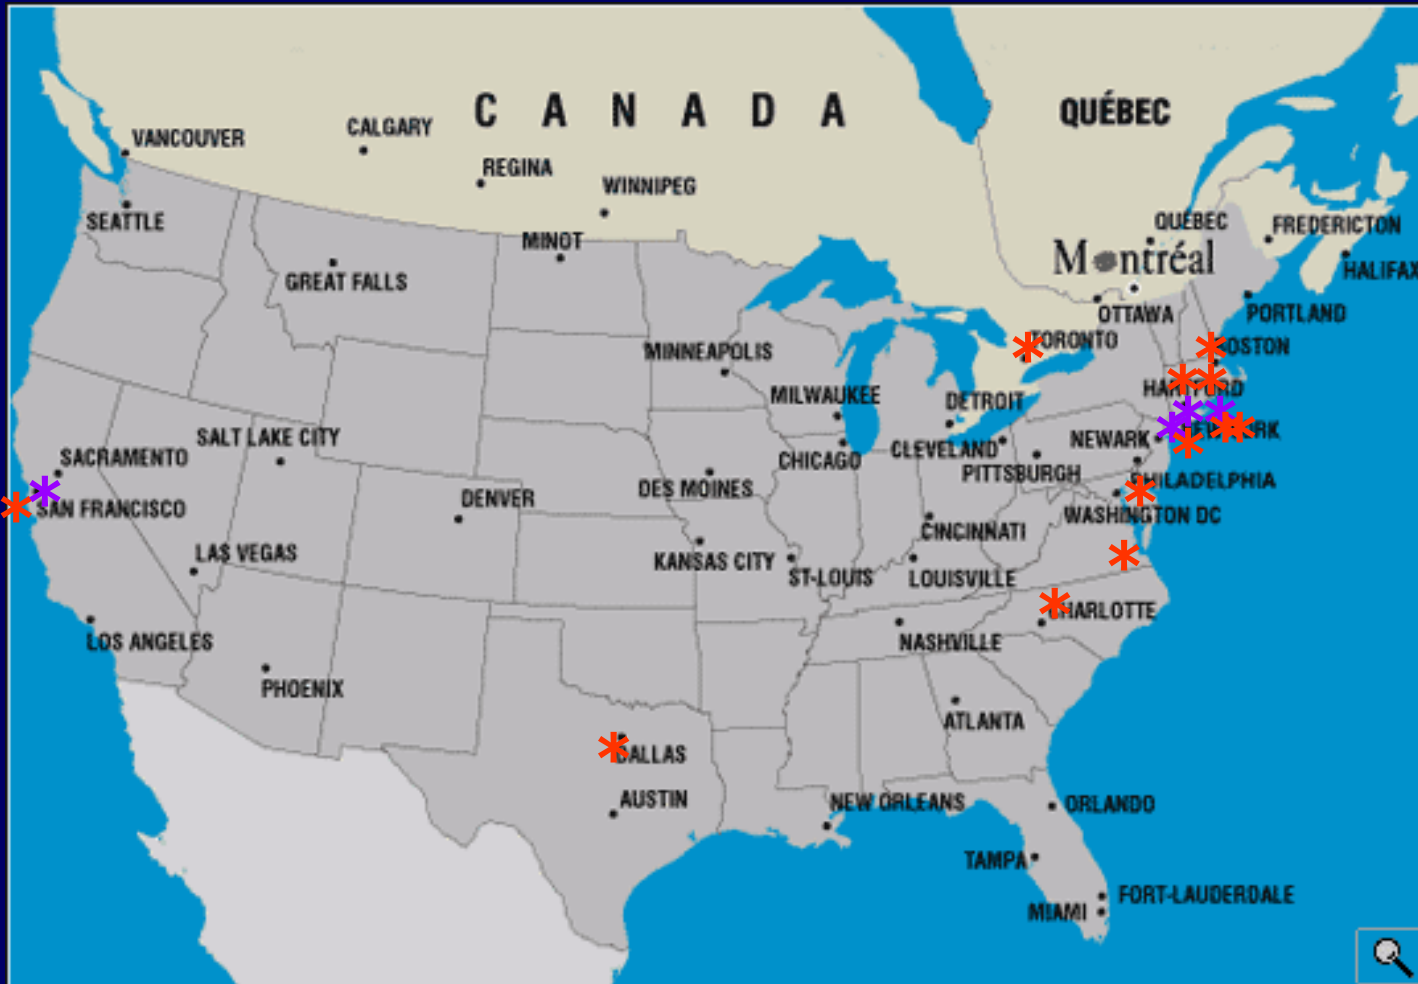 CANADA
QUÉBEC
VANCOUVER
CALGARY
REGINA
WINNIPEG
SEATTLE
MINOT
QUÉBEC
FREDERICTON
Montréal
HALIFAX
GREAT FALLS
OTTAWA
PORTLAND
TORONTO
BOSTON
MINNEAPOLIS
MILWAUKEE
DETROIT
HARTFORD
SALT LAKE CITY
NEWARK
SACRAMENTO
CHICAGO
CLEVELAND
PITTSBURGH
PHILADELPHIA
DES MOINES
DENVER
SAN FRANCISCO
WASHINGTON DC
CINCINNATI
LAS VEGAS
KANSAS CITY
ST-LOUIS
LOUISVILLE
CHARLOTTE
LOS ANGELES
NASHVILLE
PHOENIX
ATLANTA
DALLAS
AUSTIN
NEW ORLEANS
ORLANDO
TAMPA
FORT-LAUDERDALE
MIAMI